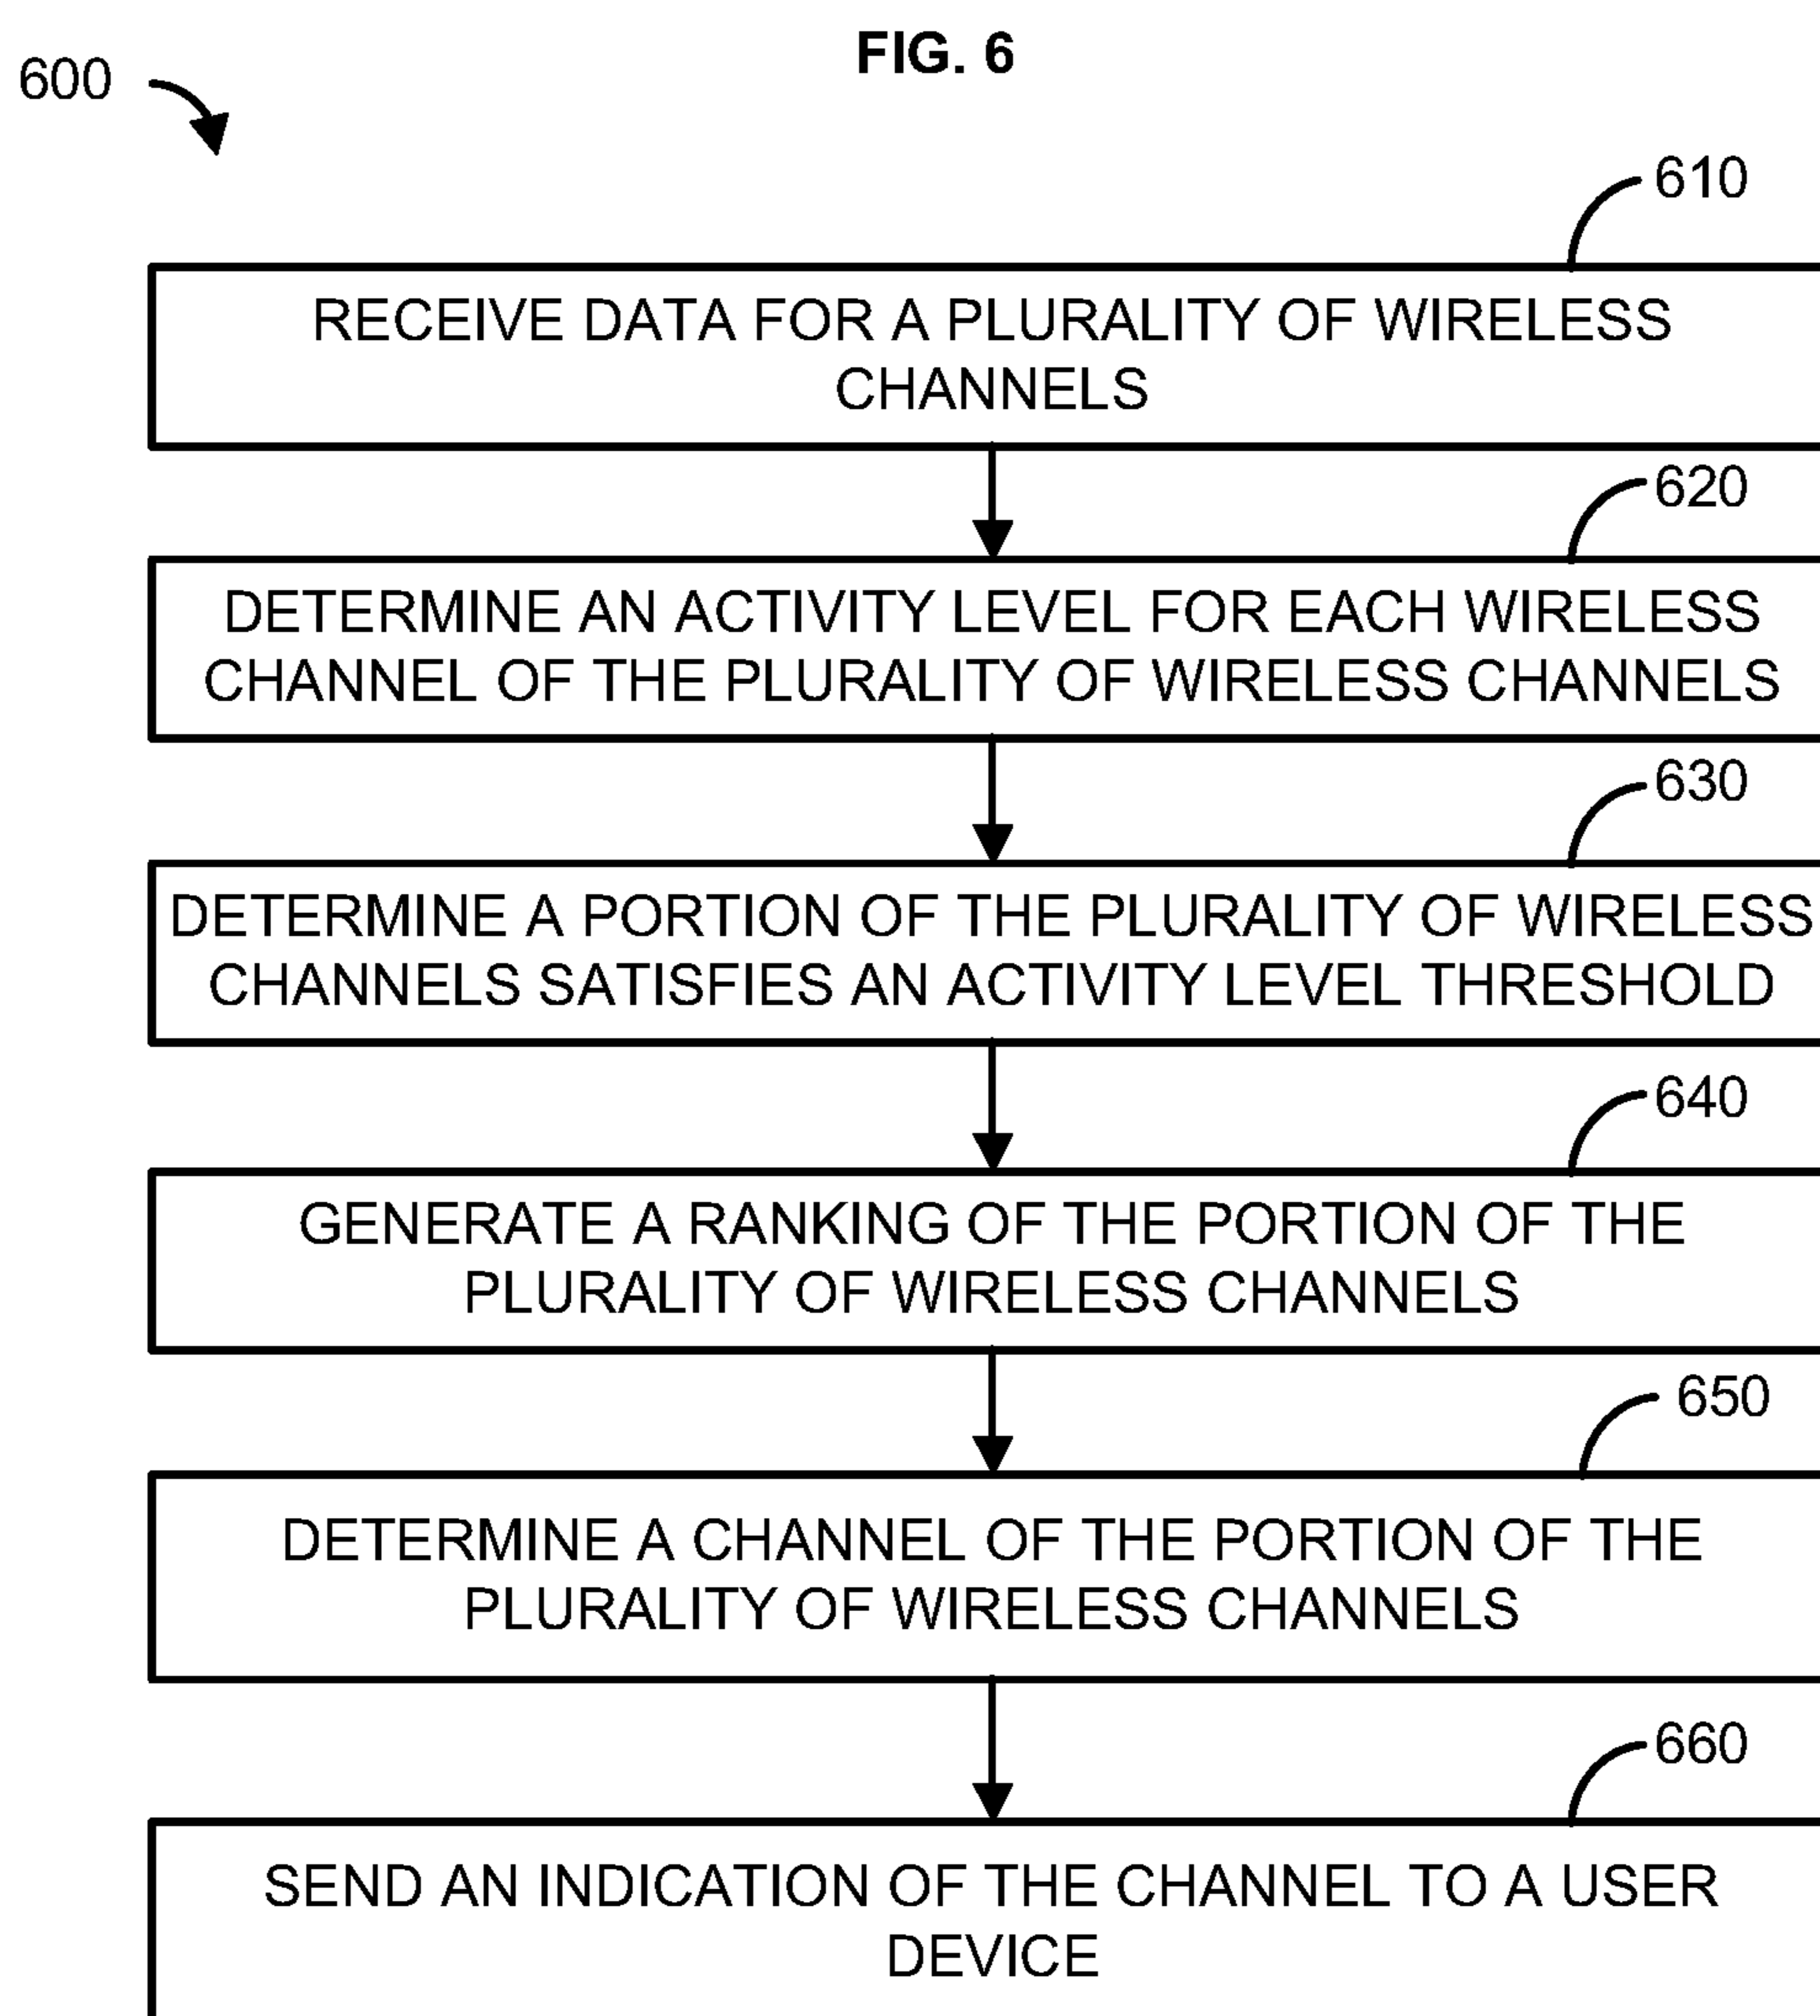 FIG. 6
600
610
RECEIVE DATA FOR A PLURALITY OF WIRELESS
CHANNELS
620
DETERMINE AN ACTIVITY LEVEL FOR EACH WIRELESS
CHANNEL OF THE PLURALITY OF WIRELESS CHANNELS
630
DETERMINE A PORTION OF THE PLURALITY OF WIRELESS
CHANNELS SATISFIES AN ACTIVITY LEVEL THRESHOLD
640
GENERATE A RANKING OF THE PORTION OF THE
PLURALITY OF WIRELESS CHANNELS
650
DETERMINE A CHANNEL OF THE PORTION OF THE
PLURALITY OF WIRELESS CHANNELS
660
SEND AN INDICATION OF THE CHANNEL TO A USER
DEVICE